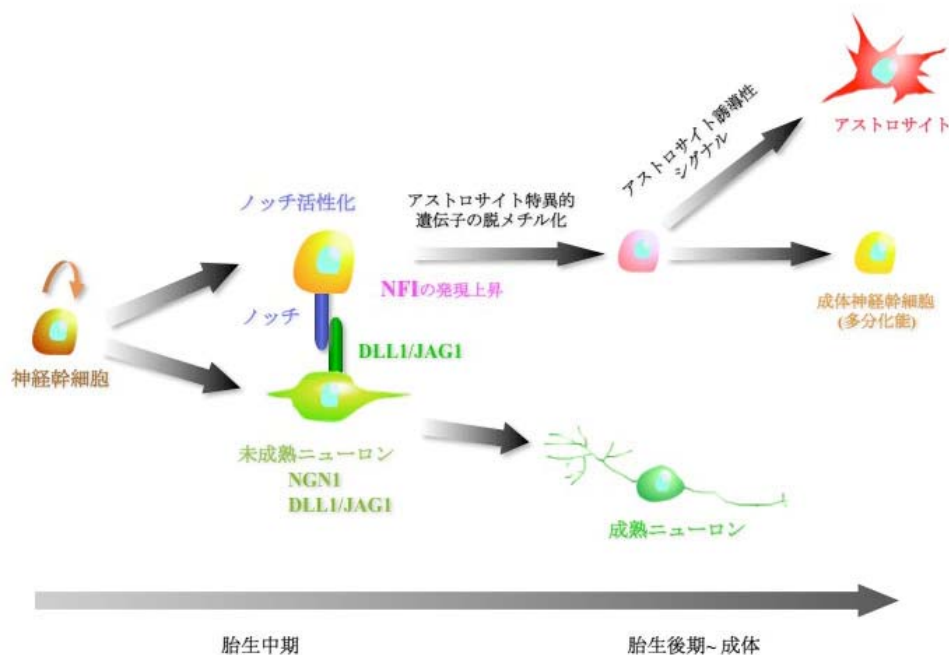 アストロサイト
アストロサイト誘導性
シグナル
ノッチ活性化
アストロサイト特異的
遺伝子の脱メチル化
NFIの発現上昇
成体神経幹細胞
(多分化能)
ノッチ
DLL1/JAG1
神経幹細胞
未成熟ニューロン
NGN1
DLL1/JAG1
成熟ニューロン
胎生中期
胎生後期~ 成体